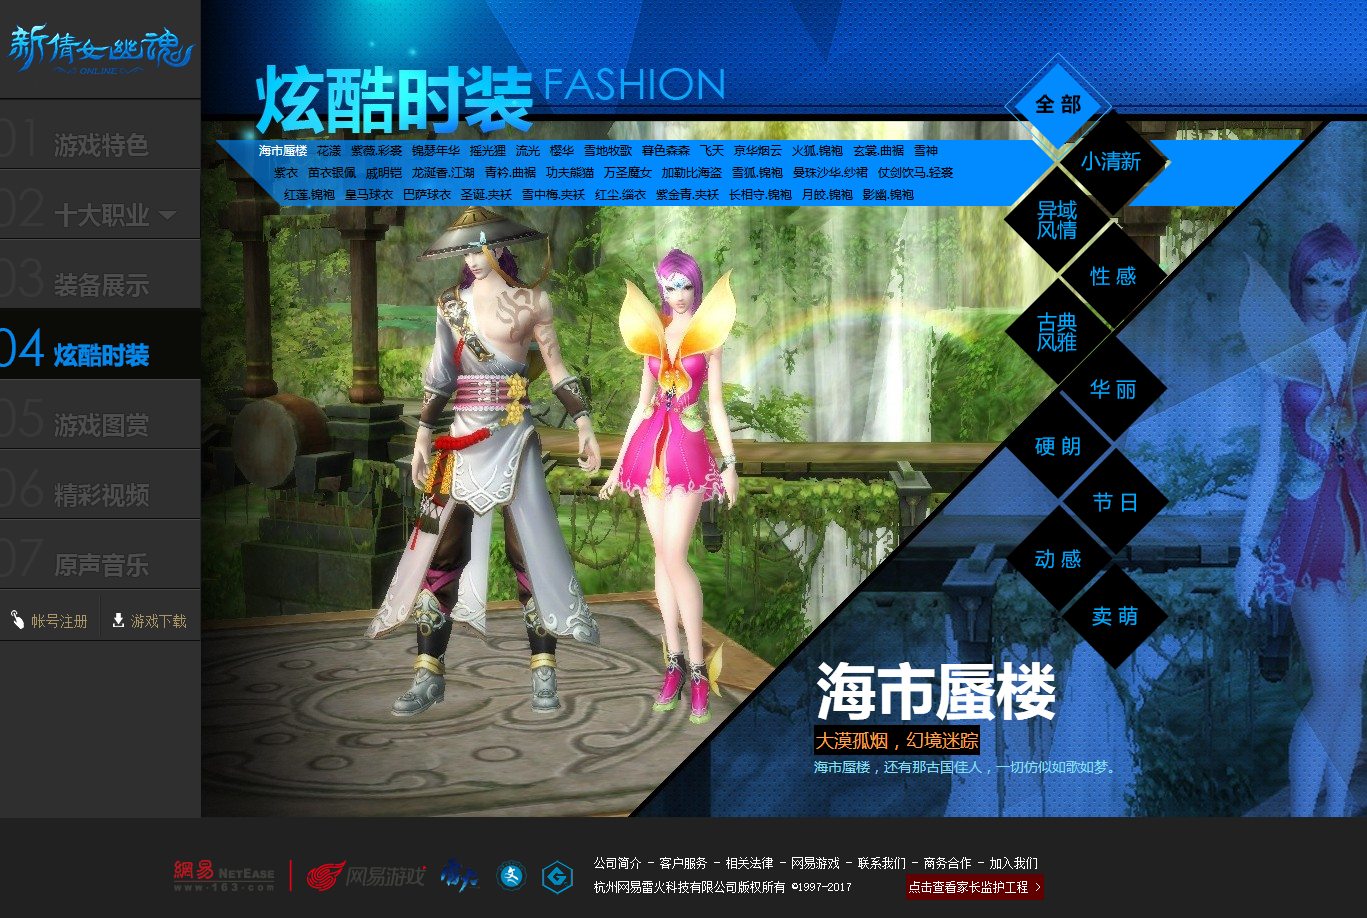 新倩女幽魂
ONLINE
01 游戏特色
02 十大职业
03 装备展示
04 炫酷时装
05 游戏图赏
06 精彩视频
07 原声音乐
帐号注册 游戏下载
炫酷时装 FASHION
海市蜃楼 花漾 紫薇.彩裘 锦瑟年华 摇光狸 流光 樱华 雪地牧歌 暮色森森 飞天 京华烟云 火狐.锦袍 玄裳.曲裾 雪神
紫衣 苗衣银佩 戚明铠 龙涎香.江湖 青衿.曲裾 功夫熊猫 万圣魔女 加勒比海盗 雪狐.锦袍 曼珠沙华.纱裙 仗剑饮马.轻裘
红莲.锦袍 皇马球衣 巴萨球衣 圣诞.夹袄 雪中梅.夹袄 红尘.缁衣 紫金青.夹袄 长相守.锦袍 月皎.锦袍 影幽.锦袍
全部
小清新
异域
风情
性感
古典
风雅
华丽
硬朗
节日
动感
卖萌
海市蜃楼
大漠孤烟，幻境迷踪
海市蜃楼，还有那古国佳人，一切仿似如歌如梦。
網易 NETEASE
www.163.com
网易游戏
雷火
公司简介 - 客户服务 - 相关法律 - 网易游戏 - 联系我们 - 商务合作 - 加入我们
杭州网易雷火科技有限公司版权所有 ©1997-2017
点击查看家长监护工程 >